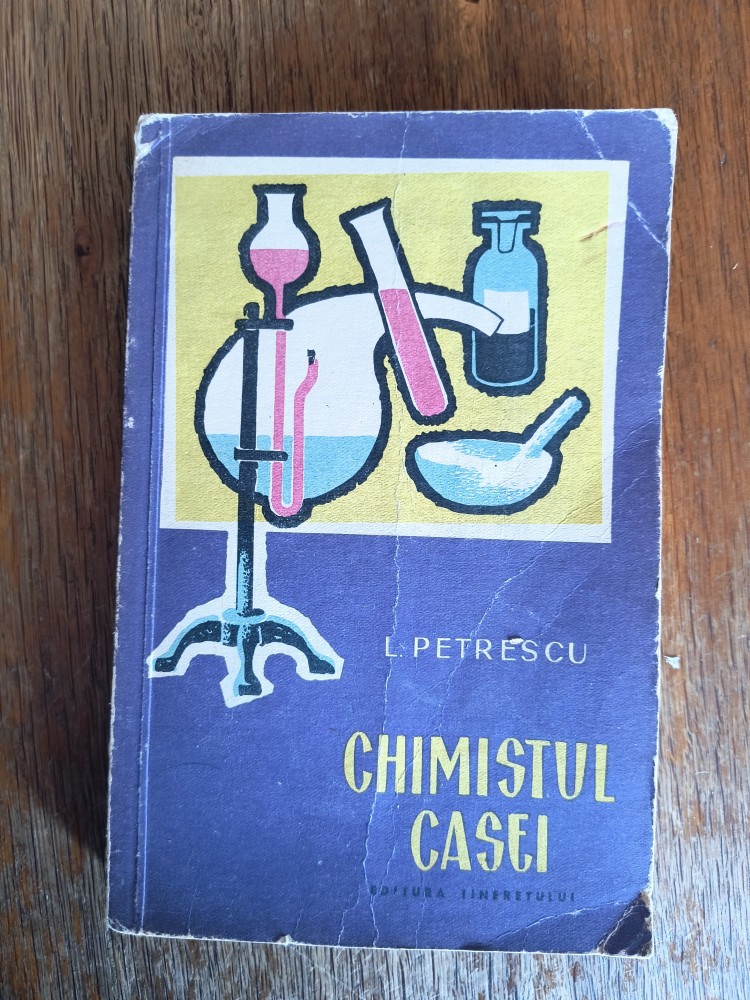 L. PETRESCU
CHIMISTUL
CASEI
EDITURA TINERETULUI